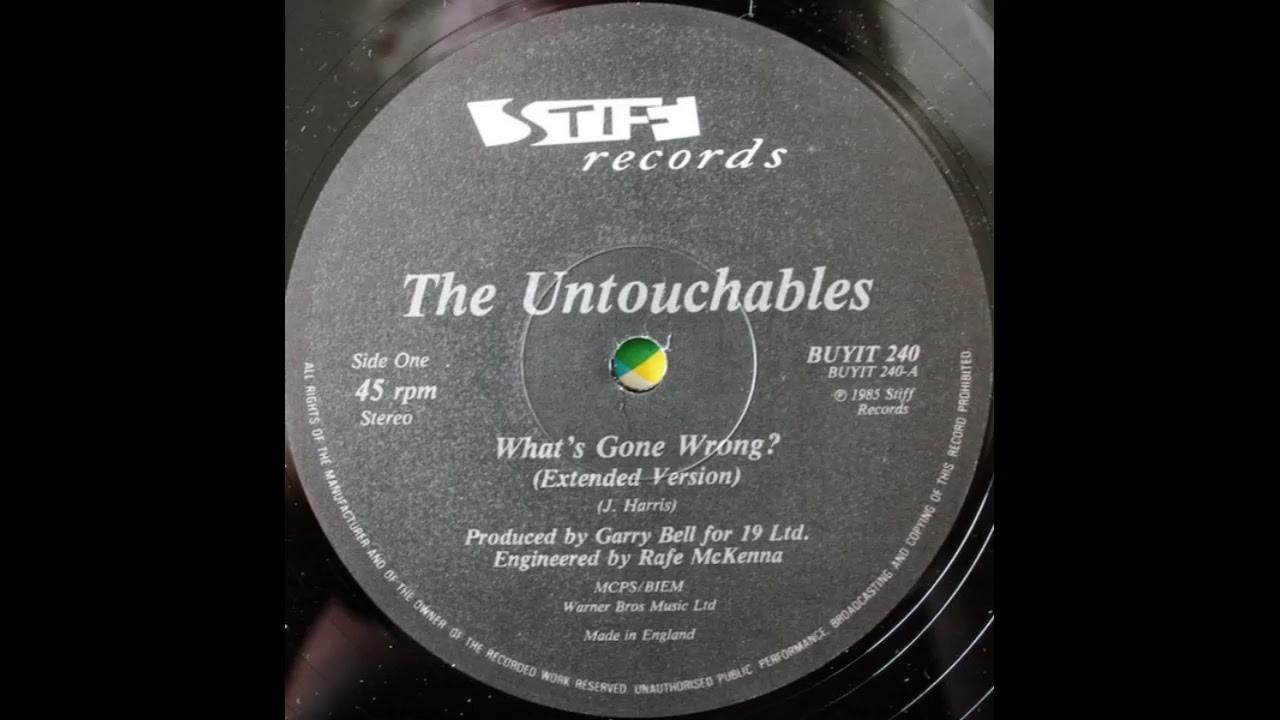 STIFF
records
The Untouchables
Side One
45 rpm
Stereo
BUYIT 240
BUYIT 240-A
℗ 1985 Stiff
Records
What's Gone Wrong?
(Extended Version)
(J. Harris)
Produced by Garry Bell for 19 Ltd.
Engineered by Rafe McKenna
MCPS/BIEM
Warner Bros Music Ltd
Made in England
ALL RIGHTS OF THE MANUFACTURER AND OF THE OWNER OF THE RECORDED WORK RESERVED. UNAUTHORISED PUBLIC PERFORMANCE, BROADCASTING AND COPYING OF THIS RECORD PROHIBITED.